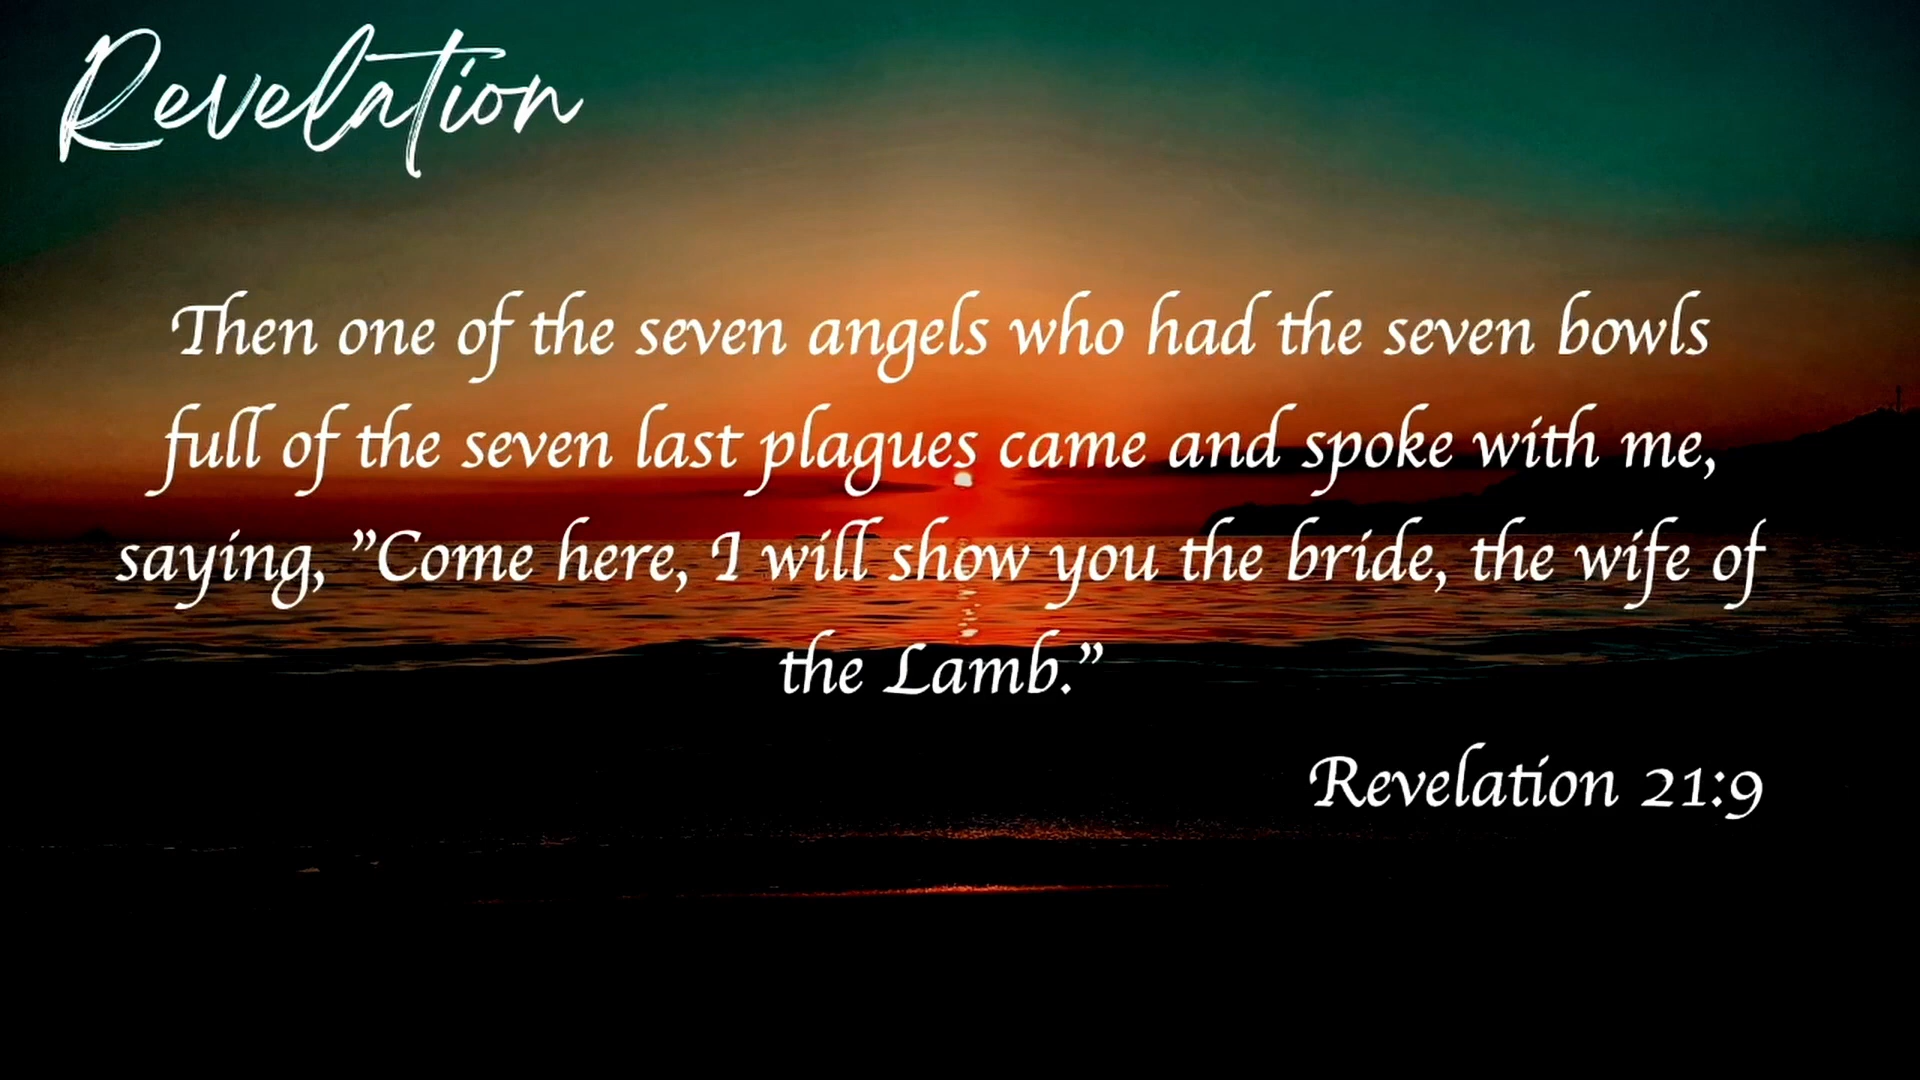 Revelation
Then one of the seven angels who had the seven bowls
full of the seven last plagues came and spoke with me,
saying, ”Come here, I will show you the bride, the wife of
the Lamb.”
Revelation 21:9